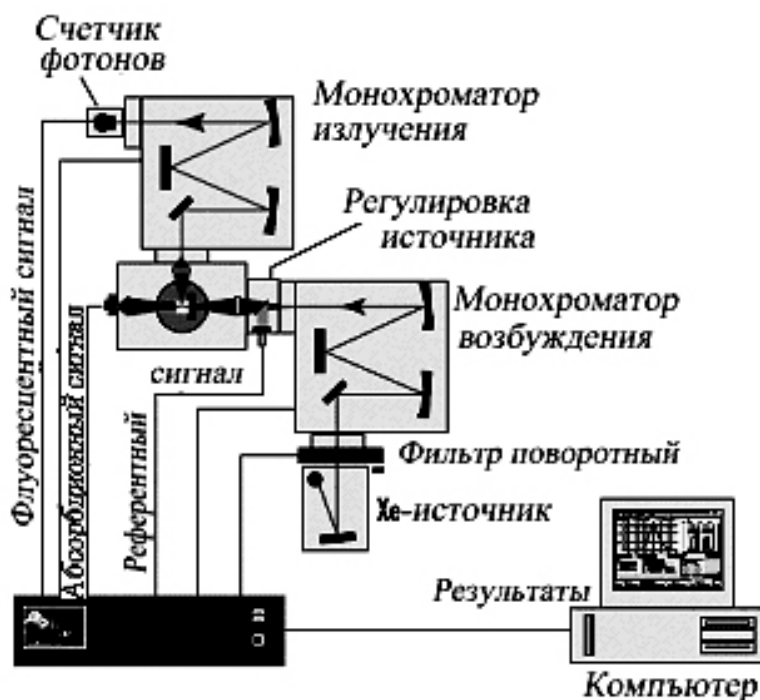 Счетчик
фотонов
Монохроматор
излучения
Регулировка
источника
Монохроматор
возбуждения
Флуоресцентный сигнал
Абсорбционный сигнал
Референтный
сигнал
Фильтр поворотный
Xe-источник
Результаты
Компьютер